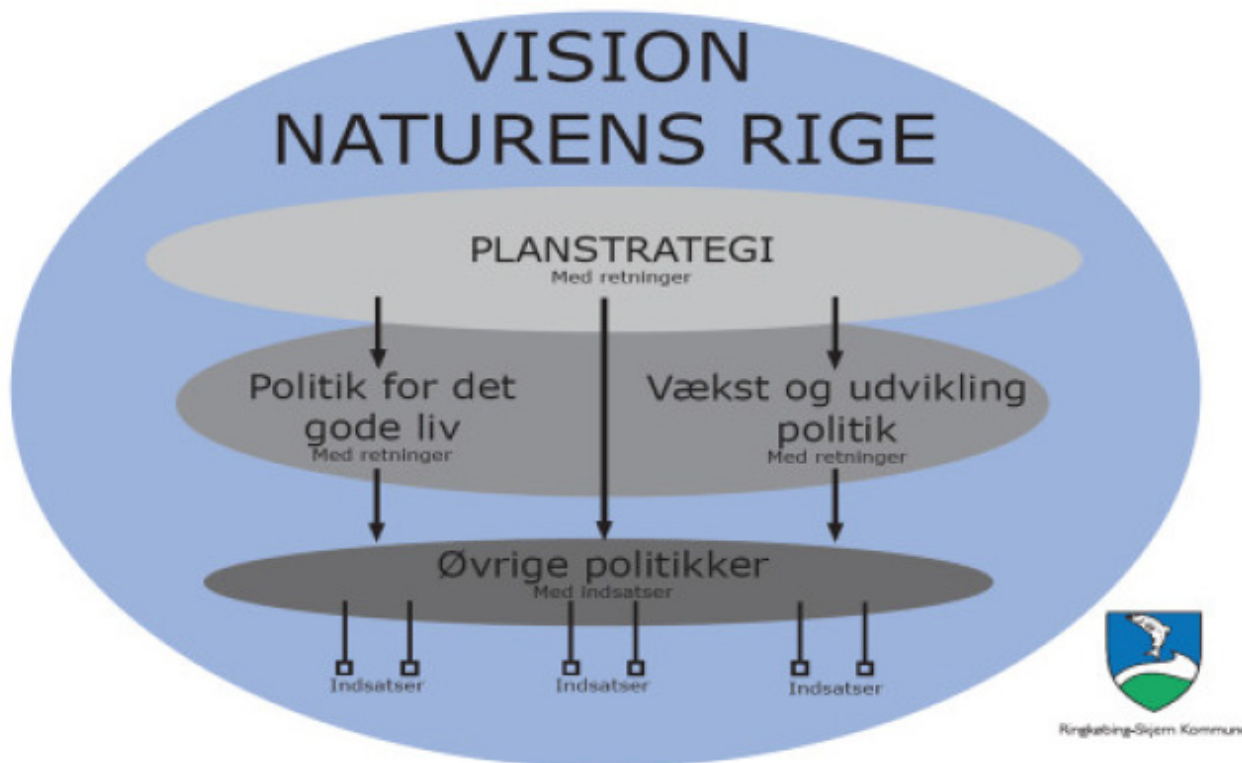 VISION
NATURENS RIGE
PLANSTRATEGI
Med retninger
Politik for det
gode liv
Med retninger
Vækst og udvikling
politik
Med retninger
Øvrige politikker
Med indsatser
Indsatser
Indsatser
Indsatser
Ringkøbing-Skjern Kommune